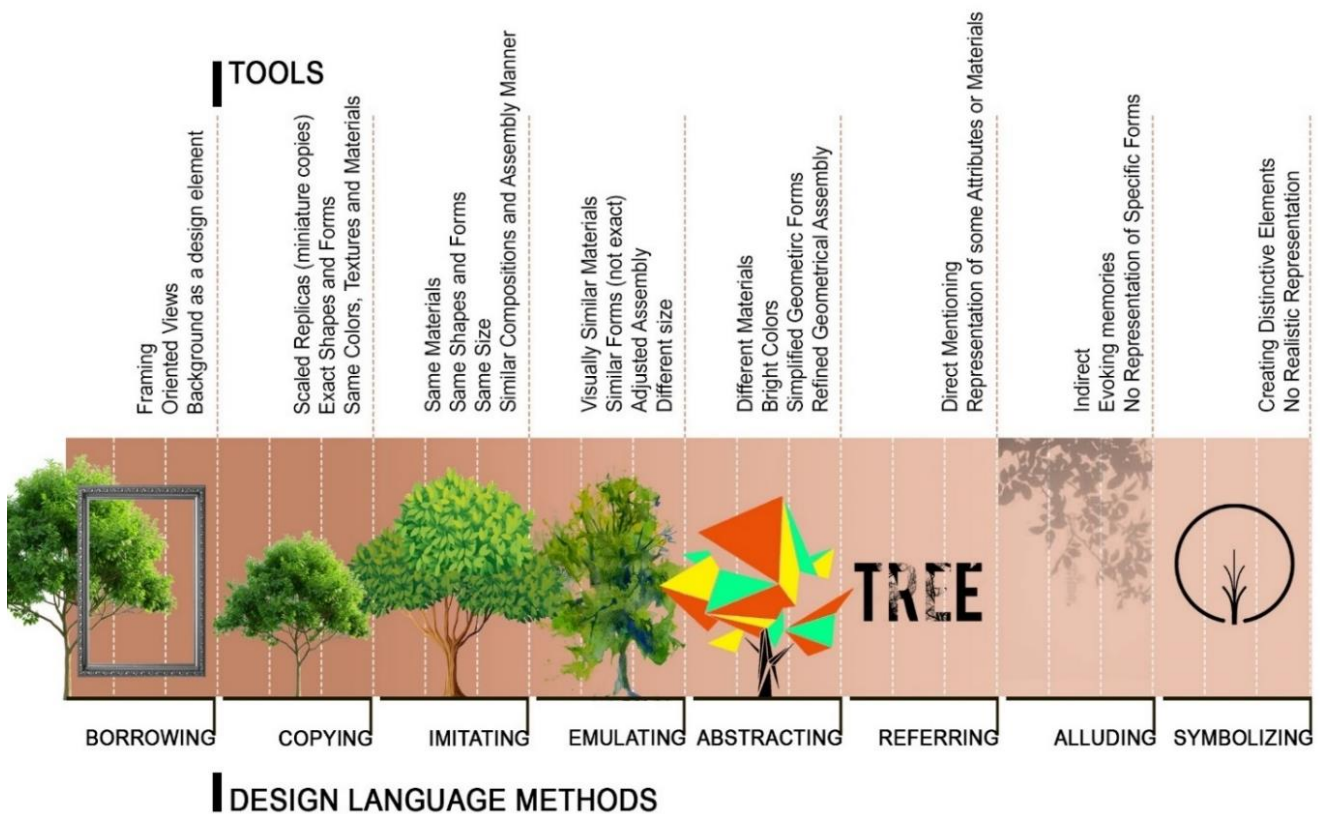 TOOLS
Framing
Oriented Views
Background as a design element
Scaled Replicas (miniature copies)
Exact Shapes and Forms
Same Colors, Textures and Materials
Same Materials
Same Shapes and Forms
Same Size
Similar Compositions and Assembly Manner
Visually Similar Materials
Similar Forms (not exact)
Adjusted Assembly
Different size
Different Materials
Bright Colors
Simplified Geometirc Forms
Refined Geometrical Assembly
Direct Mentioning
Representation of some Attributes or Materials
Indirect
Evoking memories
No Representation of Specific Forms
Creating Distinctive Elements
No Realistic Representation
TREE
BORROWING
COPYING
IMITATING
EMULATING
ABSTRACTING
REFERRING
ALLUDING
SYMBOLIZING
DESIGN LANGUAGE METHODS